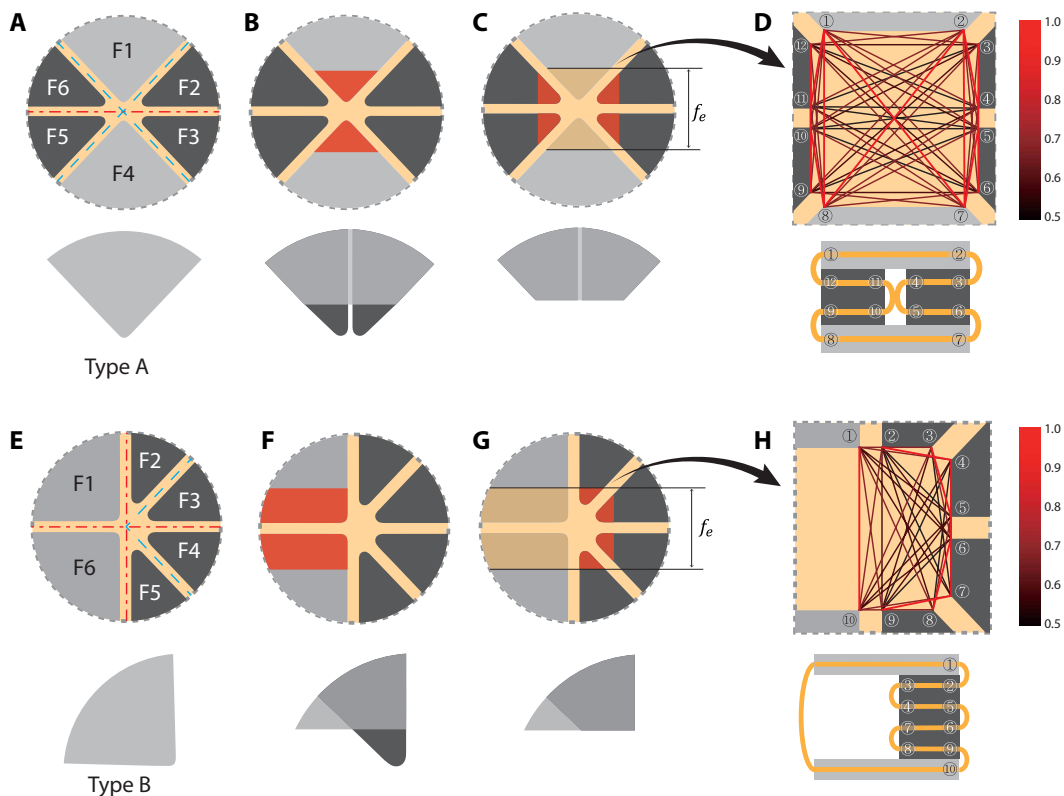 A
F1
F6
F2
F5
F3
F4
Type A
B
C
fe
D
① ②
⑫ ③
⑪ ④
⑩ ⑤
⑨ ⑥
⑧ ⑦
1.0
0.9
0.8
0.7
0.6
0.5
① ②
⑫ ⑪ ④ ③
⑨ ⑩ ⑤ ⑥
⑧ ⑦
E
F1
F2
F3
F4
F6
F5
Type B
F
G
fe
H
① ② ③
④
⑤
⑥
⑦
⑩ ⑨ ⑧
1.0
0.9
0.8
0.7
0.6
0.5
①
③ ②
④ ⑤
⑦ ⑥
⑧ ⑨
⑩